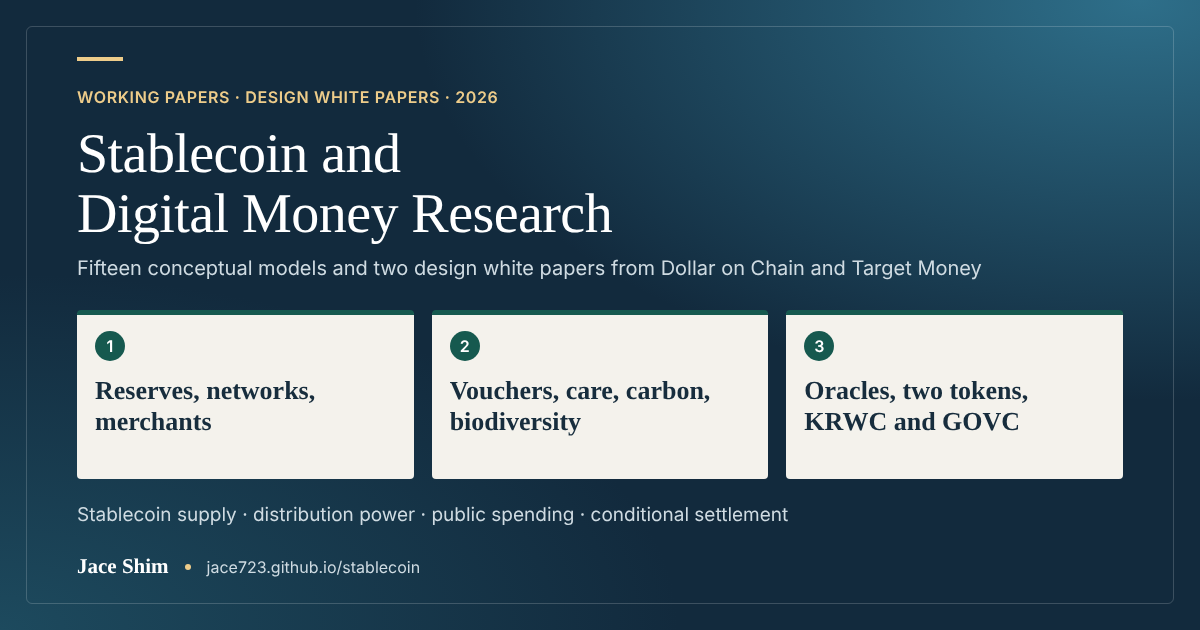 WORKING PAPERS · DESIGN WHITE PAPERS · 2026
Stablecoin and
Digital Money Research
Fifteen conceptual models and two design white papers from Dollar on Chain and Target Money
1
Reserves, networks,
merchants
2
Vouchers, care, carbon,
biodiversity
3
Oracles, two tokens,
KRWC and GOVC
Stablecoin supply · distribution power · public spending · conditional settlement
Jace Shim • jace723.github.io/stablecoin